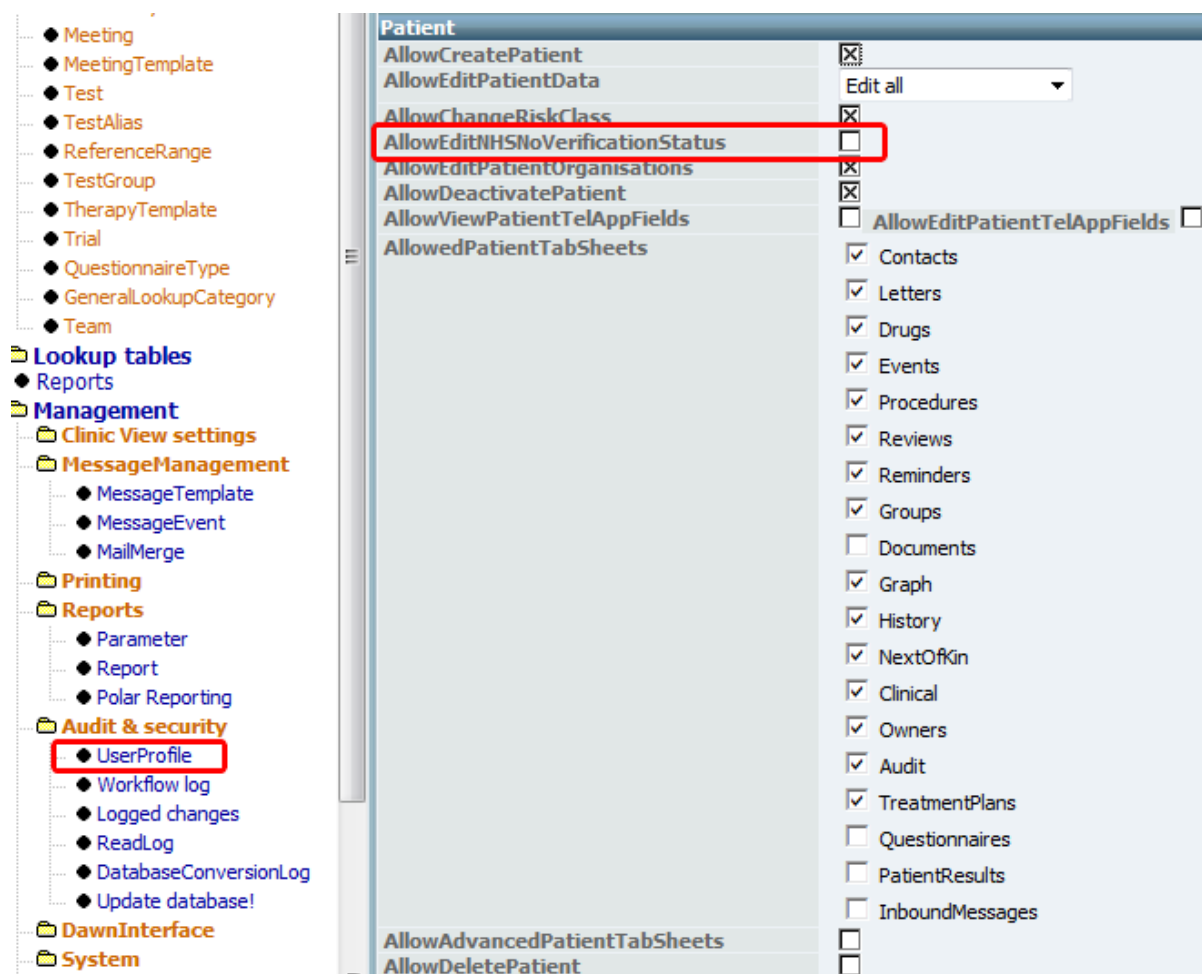 Meeting
MeetingTemplate
Test
TestAlias
ReferenceRange
TestGroup
TherapyTemplate
Trial
QuestionnaireType
GeneralLookupCategory
Team
Lookup tables
Reports
Management
Clinic View settings
MessageManagement
MessageTemplate
MessageEvent
MailMerge
Printing
Reports
Parameter
Report
Polar Reporting
Audit & security
UserProfile
Workflow log
Logged changes
ReadLog
DatabaseConversionLog
Update database!
DawnInterface
System
Patient
AllowCreatePatient
AllowEditPatientData Edit all
AllowChangeRiskClass
AllowEditNHSNoVerificationStatus
AllowEditPatientOrganisations
AllowDeactivatePatient
AllowViewPatientTelAppFields AllowEditPatientTelAppFields
AllowedPatientTabSheets
Contacts
Letters
Drugs
Events
Procedures
Reviews
Reminders
Groups
Documents
Graph
History
NextOfKin
Clinical
Owners
Audit
TreatmentPlans
Questionnaires
PatientResults
InboundMessages
AllowAdvancedPatientTabSheets
AllowDeletePatient